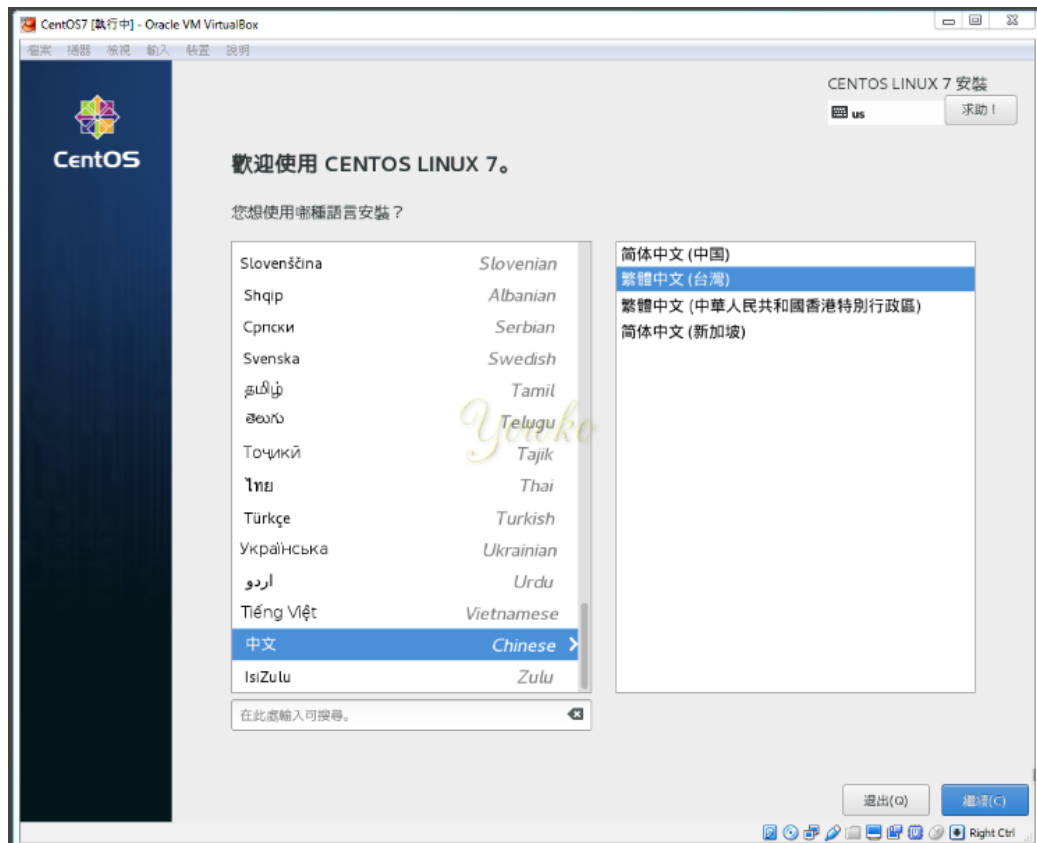 CentOS7 [執行中] - Oracle VM VirtualBox
檔案 機器 檢視 輸入 裝置 說明
CENTOS LINUX 7 安裝
us
求助！
CentOS
歡迎使用 CENTOS LINUX 7。
您想使用哪種語言安裝？
Slovenščina Slovenian
Shqip Albanian
Српски Serbian
Svenska Swedish
தமிழ் Tamil
తెలుగు Telugu
Тоҷикӣ Tajik
ไทย Thai
Türkçe Turkish
Українська Ukrainian
اردو Urdu
Tiếng Việt Vietnamese
中文 Chinese
IsiZulu Zulu
简体中文 (中国)
繁體中文 (台灣)
繁體中文 (中華人民共和國香港特別行政區)
简体中文 (新加坡)
Yowko
在此處輸入可搜尋。
退出(Q)
繼續(C)
Right Ctrl